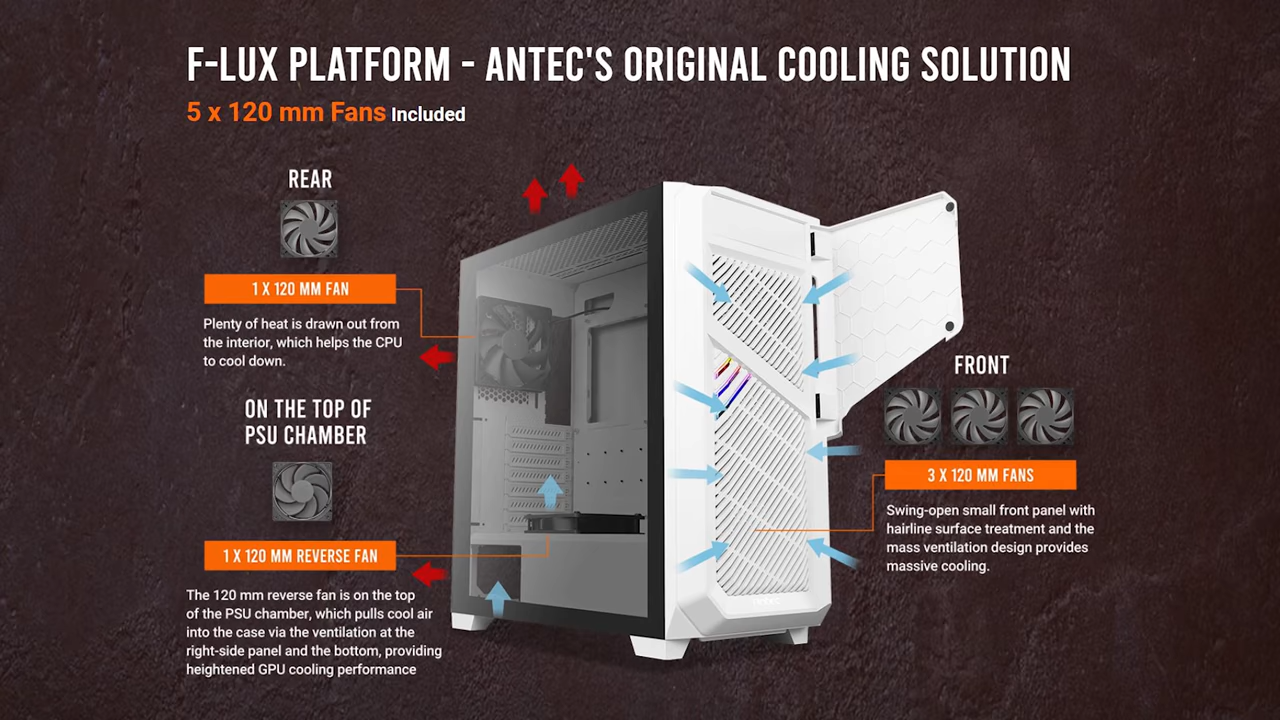 F-LUX PLATFORM - ANTEC'S ORIGINAL COOLING SOLUTION
5 x 120 mm Fans Included
REAR
1 X 120 MM FAN
Plenty of heat is drawn out from
the interior, which helps the CPU
to cool down.
ON THE TOP OF
PSU CHAMBER
1 X 120 MM REVERSE FAN
The 120 mm reverse fan is on the top
of the PSU chamber, which pulls cool air
into the case via the ventilation at the
right-side panel and the bottom, providing
heightened GPU cooling performance
FRONT
3 X 120 MM FANS
Swing-open small front panel with
hairline surface treatment and the
mass ventilation design provides
massive cooling.